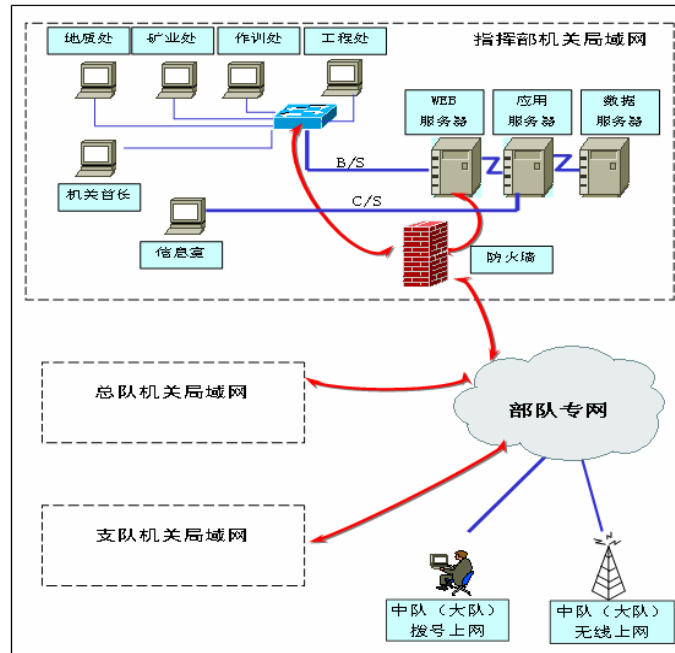 地质处
矿业处
作训处
工程处
指挥部机关局域网
WEB
服务器
应用
服务器
数据
服务器
B/S
机关首长
C/S
信息室
防火墙
总队机关局域网
部队专网
支队机关局域网
中队（大队）
拨号上网
中队（大队）
无线上网